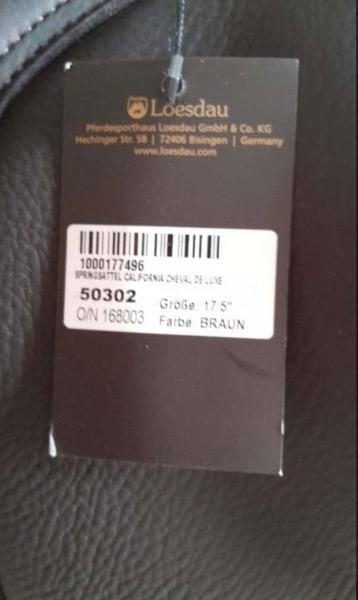 Loesdau
Pferdesporthaus Loesdau GmbH & Co. KG
Hechinger Str. 58 | 72406 Bisingen | Germany
www.loesdau.com
1000177496
SPRINGSATTEL CALIFORNIA CHEVAL DE LUXE
50302 Größe: 17.5"
O/N 168003 Farbe: BRAUN